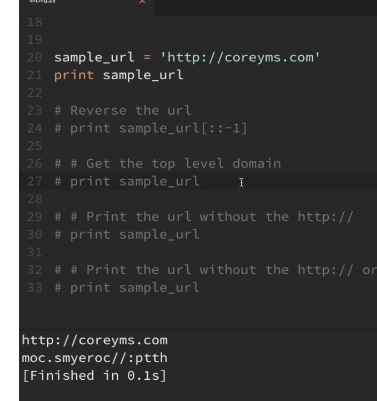 18
19
20 sample_url = 'http://coreyms.com'
21 print sample_url
22
23 # Reverse the url
24 # print sample_url[::-1]
25
26 # # Get the top level domain
27 # print sample_url
28
29 # # Print the url without the http://
30 # print sample_url
31
32 # # Print the url without the http:// or
33 # print sample_url
http://coreyms.com
moc.smyeroc//:ptth
[Finished in 0.1s]